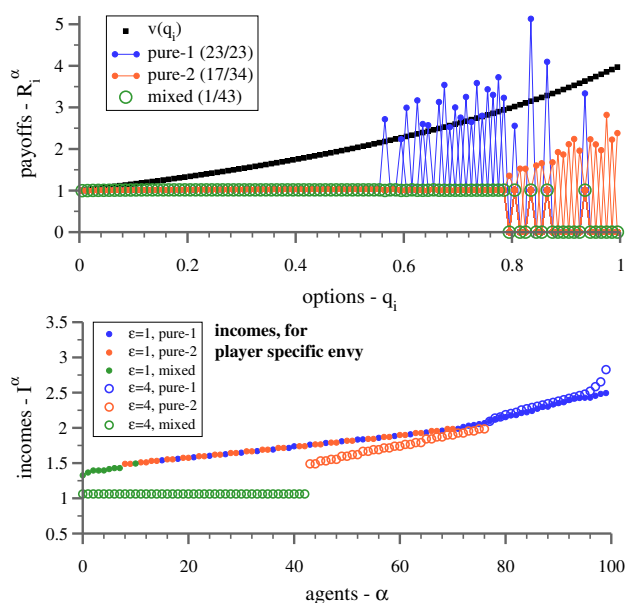 5
4
3
2
1
0
payoffs - R_i^α
v(q_i)
pure-1 (23/23)
pure-2 (17/34)
mixed (1/43)
0 0.2 0.4 0.6 0.8 1
options - q_i
3.5
3
2.5
2
1.5
1
0.5
incomes - I^α
ε=1, pure-1
ε=1, pure-2
ε=1, mixed
ε=4, pure-1
ε=4, pure-2
ε=4, mixed
incomes, for
player specific envy
0 20 40 60 80 100
agents - α